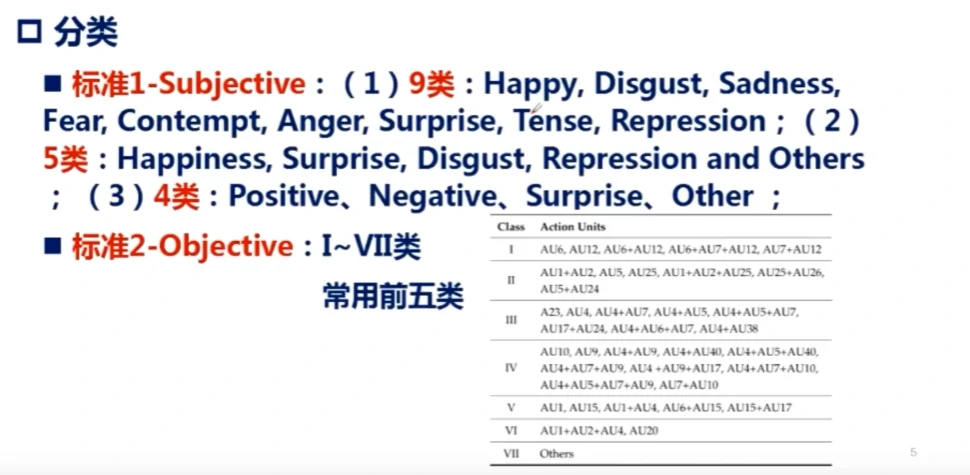 分类
标准1-Subjective：（1）9类：Happy, Disgust, Sadness,
Fear, Contempt, Anger, Surprise, Tense, Repression；（2）
5类：Happiness, Surprise, Disgust, Repression and Others
；（3）4类：Positive、Negative、Surprise、Other ；
标准2-Objective：I~VII类
常用前五类
Class Action Units
I AU6, AU12, AU6+AU12, AU6+AU7+AU12, AU7+AU12
II AU1+AU2, AU5, AU25, AU1+AU2+AU25, AU25+AU26,
AU5+AU24
III A23, AU4, AU4+AU7, AU4+AU5, AU4+AU5+AU7,
AU17+AU24, AU4+AU6+AU7, AU4+AU38
IV AU10, AU9, AU4+AU9, AU4+AU40, AU4+AU5+AU40,
AU4+AU7+AU9, AU4 +AU9+AU17, AU4+AU7+AU10,
AU4+AU5+AU7+AU9, AU7+AU10
V AU1, AU15, AU1+AU4, AU6+AU15, AU15+AU17
VI AU1+AU2+AU4, AU20
VII Others
5